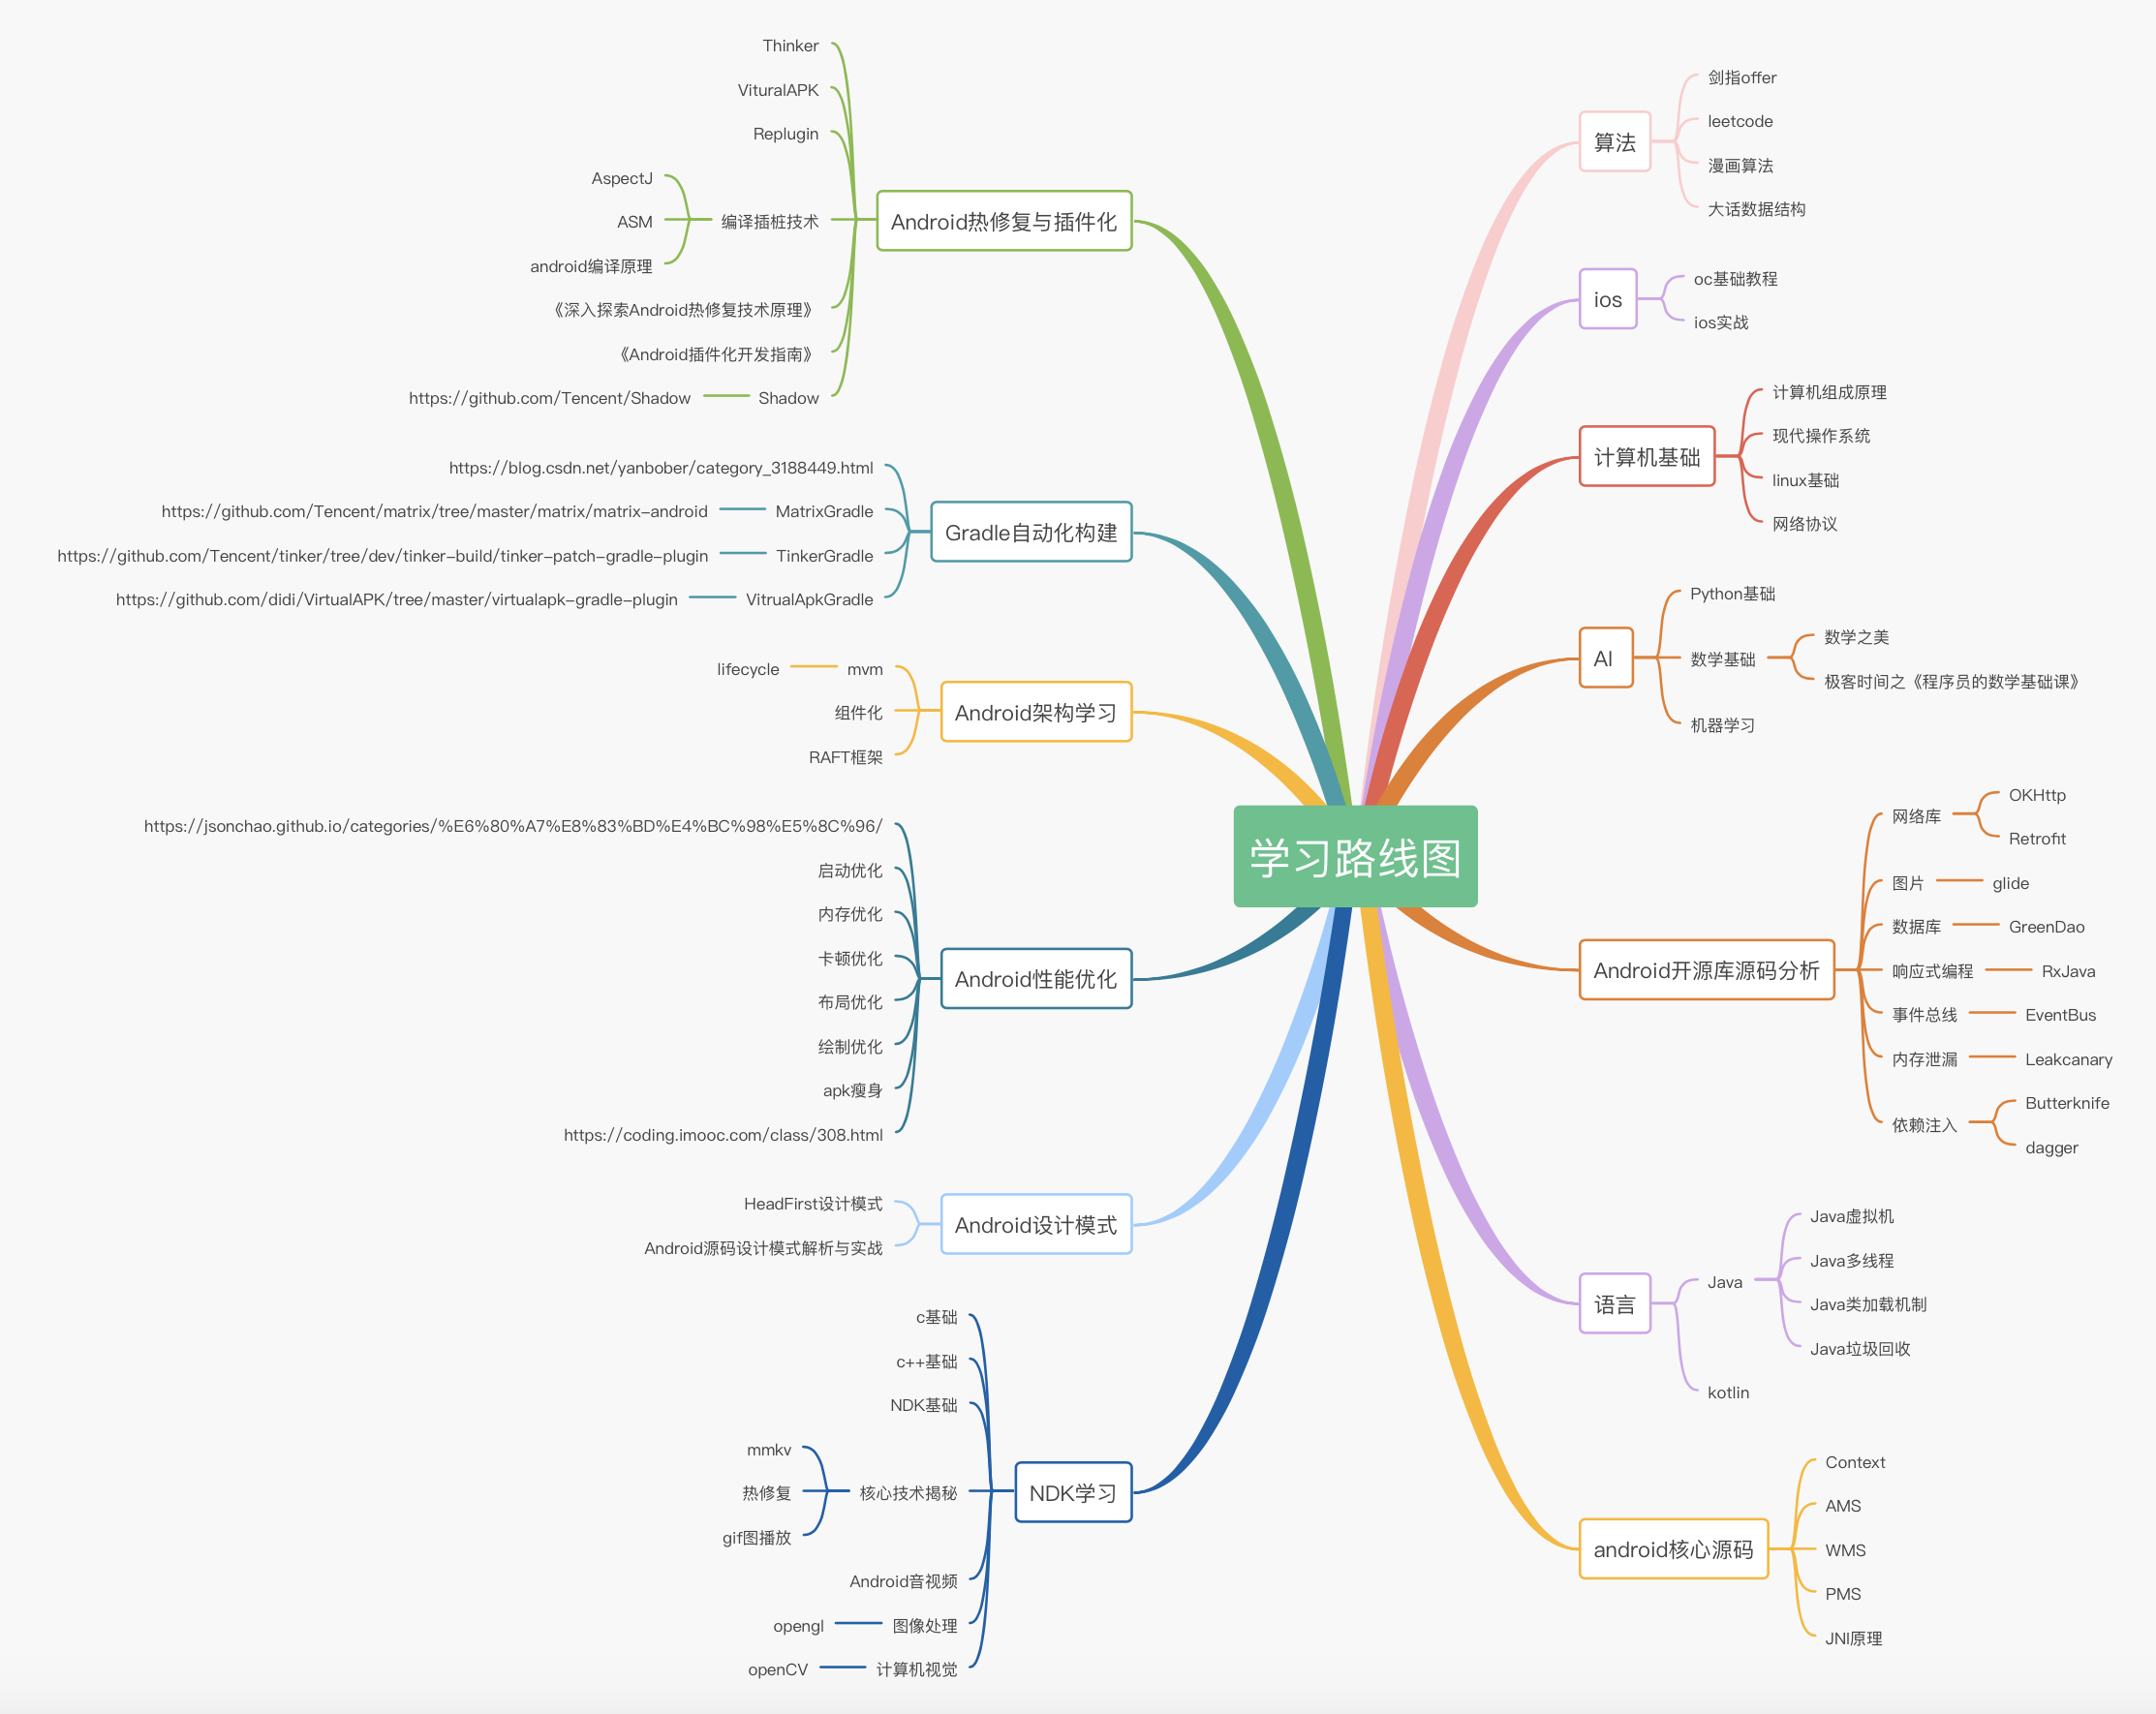 学习路线图
Android热修复与插件化
Thinker
VituralAPK
Replugin
编译插桩技术
AspectJ
ASM
android编译原理
《深入探索Android热修复技术原理》
《Android插件化开发指南》
Shadow
https://github.com/Tencent/Shadow
Gradle自动化构建
https://blog.csdn.net/yanbober/category_3188449.html
MatrixGradle
https://github.com/Tencent/matrix/tree/master/matrix/matrix-android
TinkerGradle
https://github.com/Tencent/tinker/tree/dev/tinker-build/tinker-patch-gradle-plugin
VitrualApkGradle
https://github.com/didi/VirtualAPK/tree/master/virtualapk-gradle-plugin
Android架构学习
mvm
lifecycle
组件化
RAFT框架
Android性能优化
https://jsonchao.github.io/categories/%E6%80%A7%E8%83%BD%E4%BC%98%E5%8C%96/
启动优化
内存优化
卡顿优化
布局优化
绘制优化
apk瘦身
https://coding.imooc.com/class/308.html
Android设计模式
HeadFirst设计模式
Android源码设计模式解析与实战
NDK学习
c基础
c++基础
NDK基础
核心技术揭秘
mmkv
热修复
gif图播放
Android音视频
图像处理
opengl
计算机视觉
openCV
算法
剑指offer
leetcode
漫画算法
大话数据结构
ios
oc基础教程
ios实战
计算机基础
计算机组成原理
现代操作系统
linux基础
网络协议
AI
Python基础
数学基础
数学之美
极客时间之《程序员的数学基础课》
机器学习
Android开源库源码分析
网络库
OKHttp
Retrofit
图片
glide
数据库
GreenDao
响应式编程
RxJava
事件总线
EventBus
内存泄漏
Leakcanary
依赖注入
Butterknife
dagger
语言
Java
Java虚拟机
Java多线程
Java类加载机制
Java垃圾回收
kotlin
android核心源码
Context
AMS
WMS
PMS
JNI原理